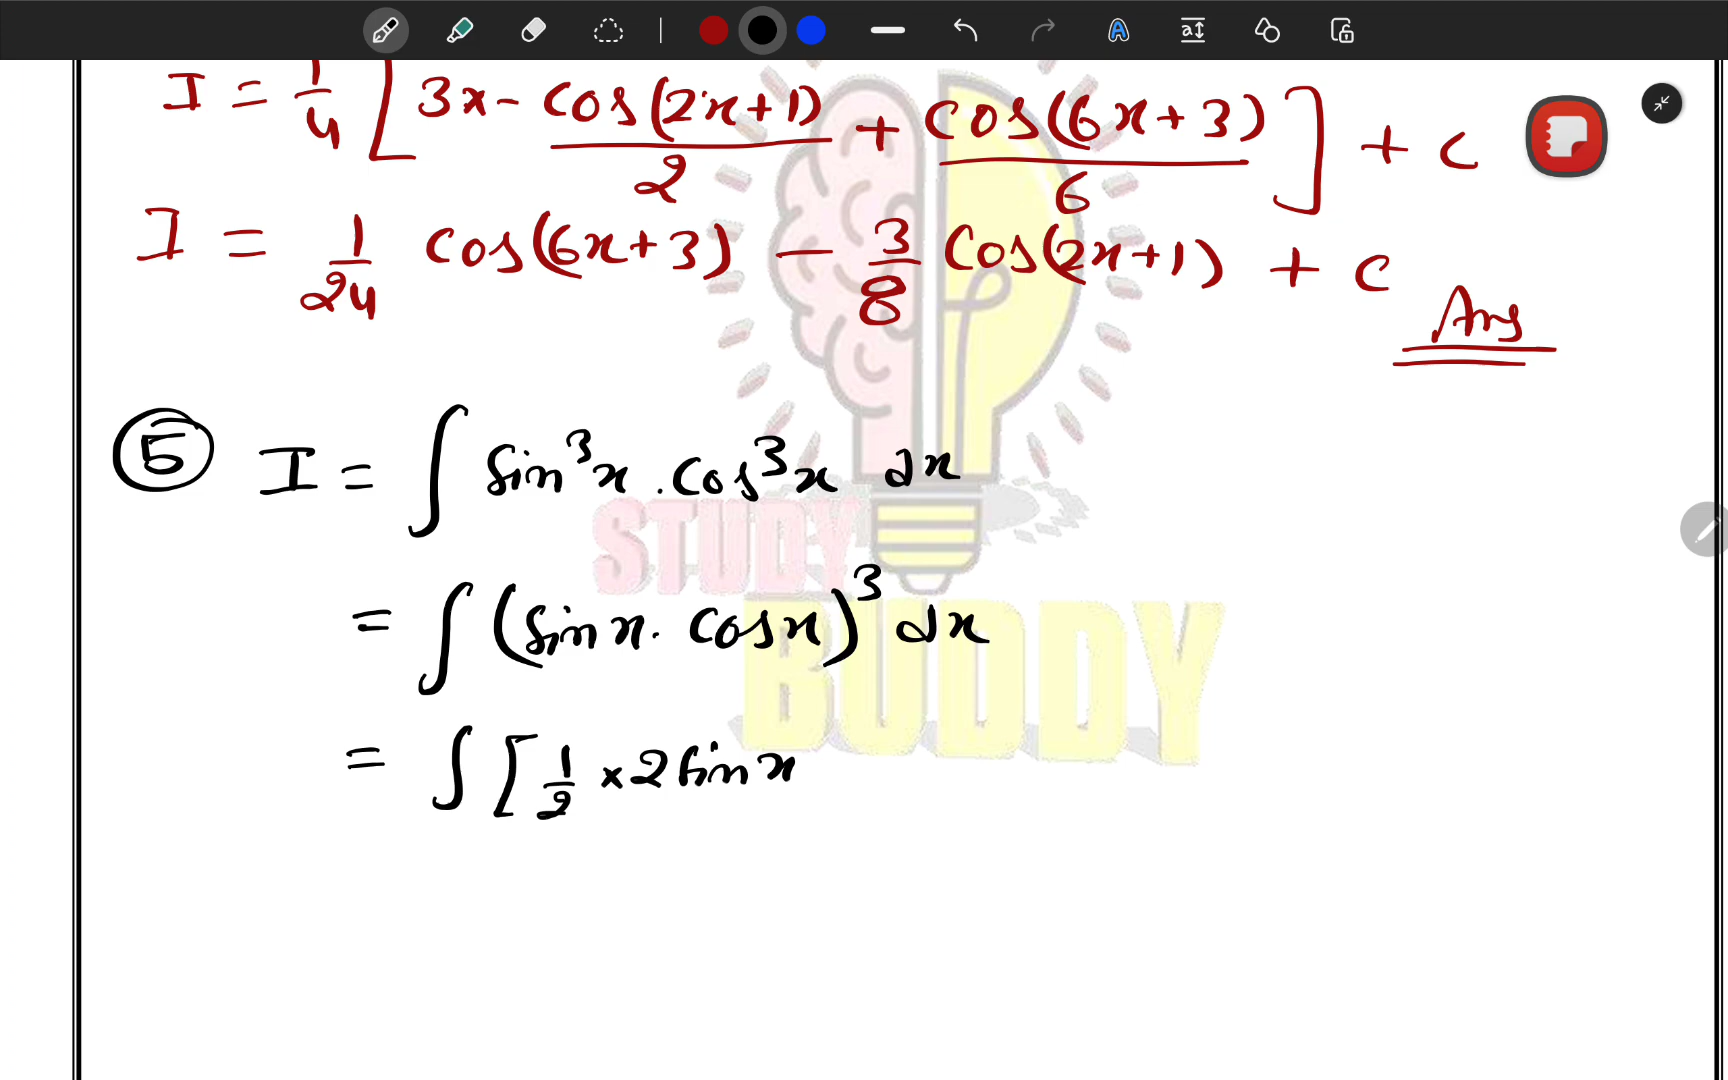 I = 1/4 [ 3x - cos(2x+1)/2 + cos(6x+3)/6 ] + c
I = 1/24 cos(6x+3) - 3/8 cos(2x+1) + c
Ans
5 I = ∫ sin³x . cos³x dx
STUDY
= ∫ (sin x . cos x)³ dx
BUDDY
= ∫ [ 1/2 × 2 sin x